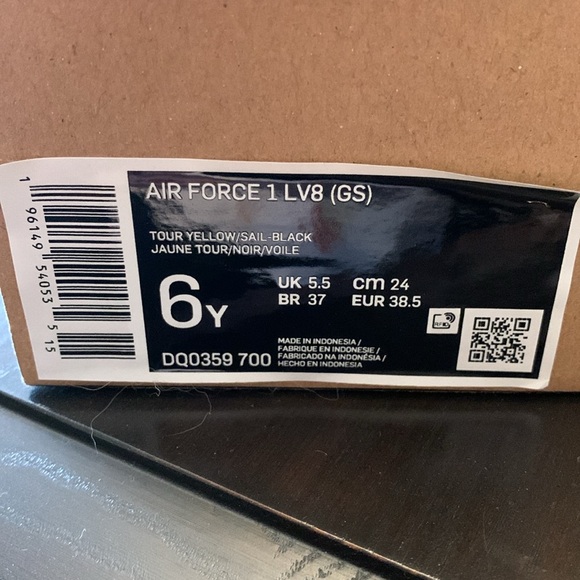 AIR FORCE 1 LV8 (GS)
TOUR YELLOW/SAIL-BLACK
JAUNE TOUR/NOIR/VOILE
6Y
UK 5.5 cm 24
BR 37 EUR 38.5
DQ0359 700
MADE IN INDONESIA/
FABRIQUE EN INDONESIE/
FABRICADO NA INDONÉSIA/
HECHO EN INDONESIA
1 96149 54053 5 15